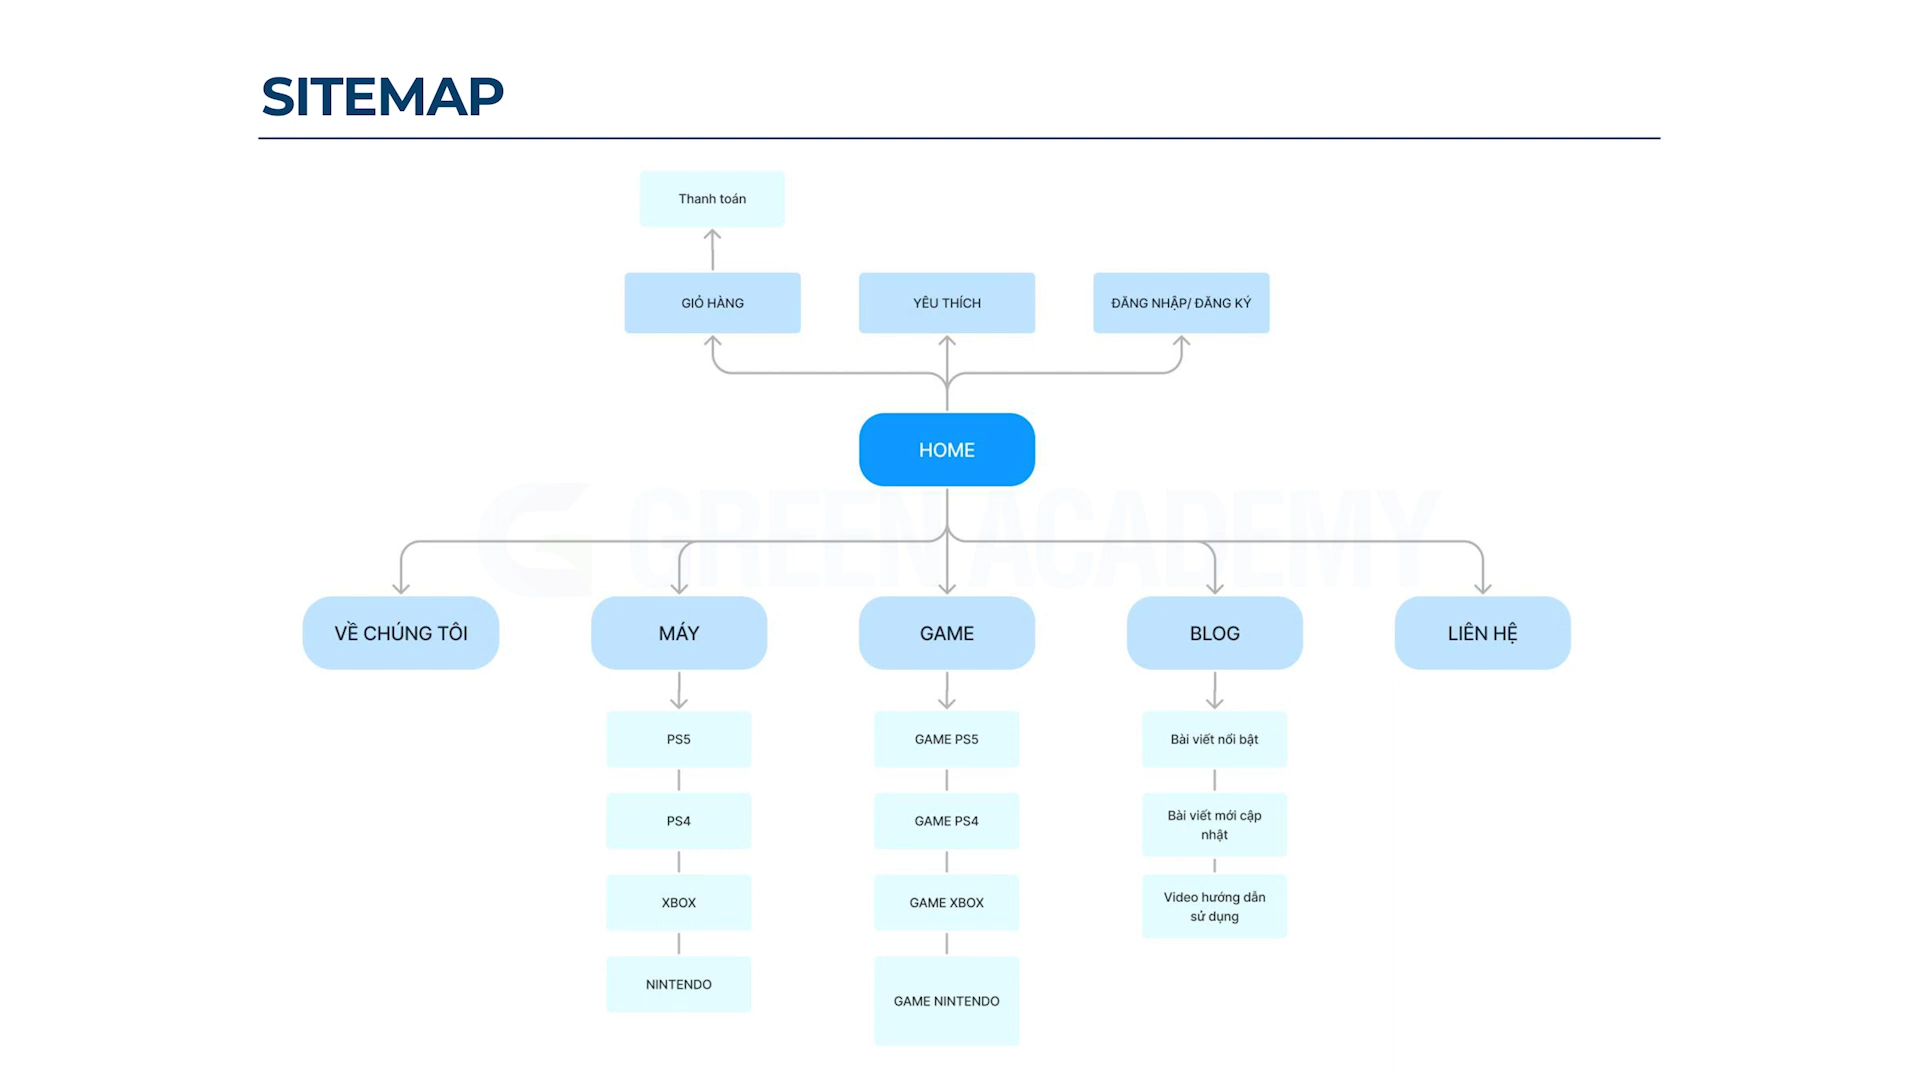 SITEMAP
Thanh toán
GIỎ HÀNG
YÊU THÍCH
ĐĂNG NHẬP/ ĐĂNG KÝ
HOME
GREEN ACADEMY
VỀ CHÚNG TÔI
MÁY
GAME
BLOG
LIÊN HỆ
PS5
GAME PS5
Bài viết nổi bật
PS4
GAME PS4
Bài viết mới cập
nhật
XBOX
GAME XBOX
Video hướng dẫn
sử dụng
NINTENDO
GAME NINTENDO